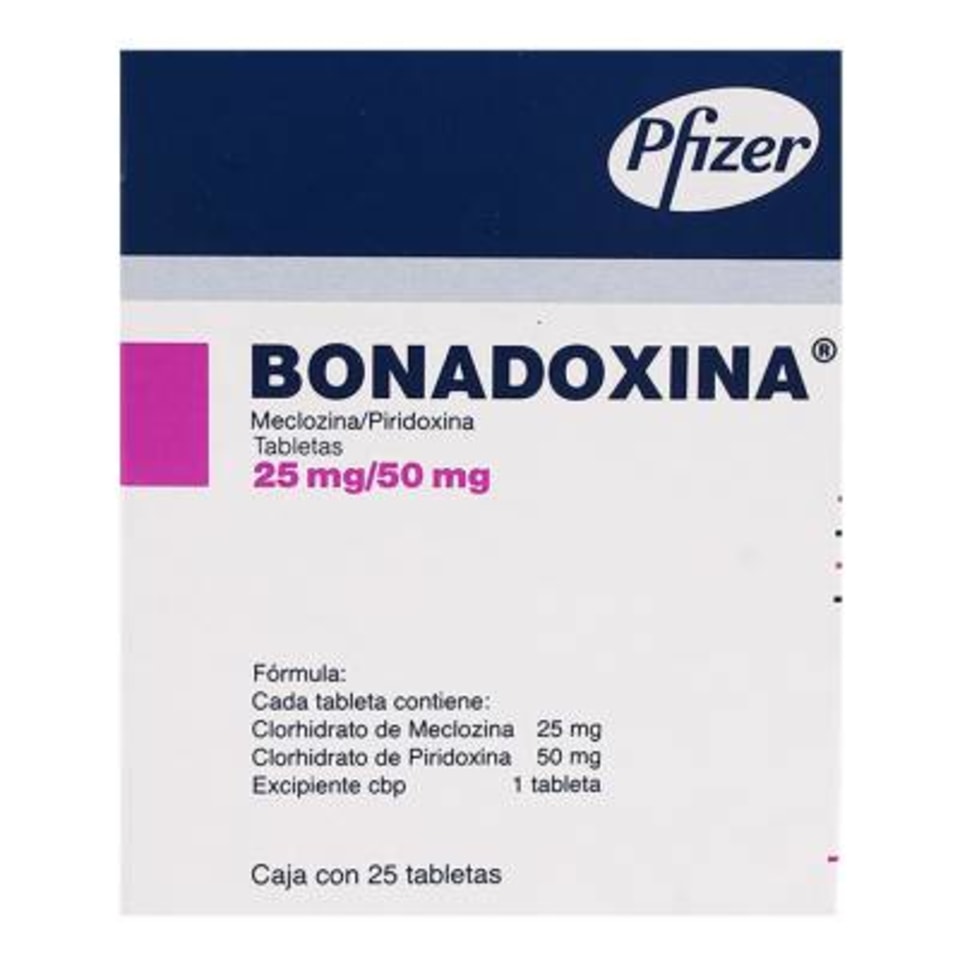 Pfizer
BONADOXINA®
Meclozina/Piridoxina
Tabletas
25 mg/50 mg
Fórmula:
Cada tableta contiene:
Clorhidrato de Meclozina 25 mg
Clorhidrato de Piridoxina 50 mg
Excipiente cbp 1 tableta
Caja con 25 tabletas